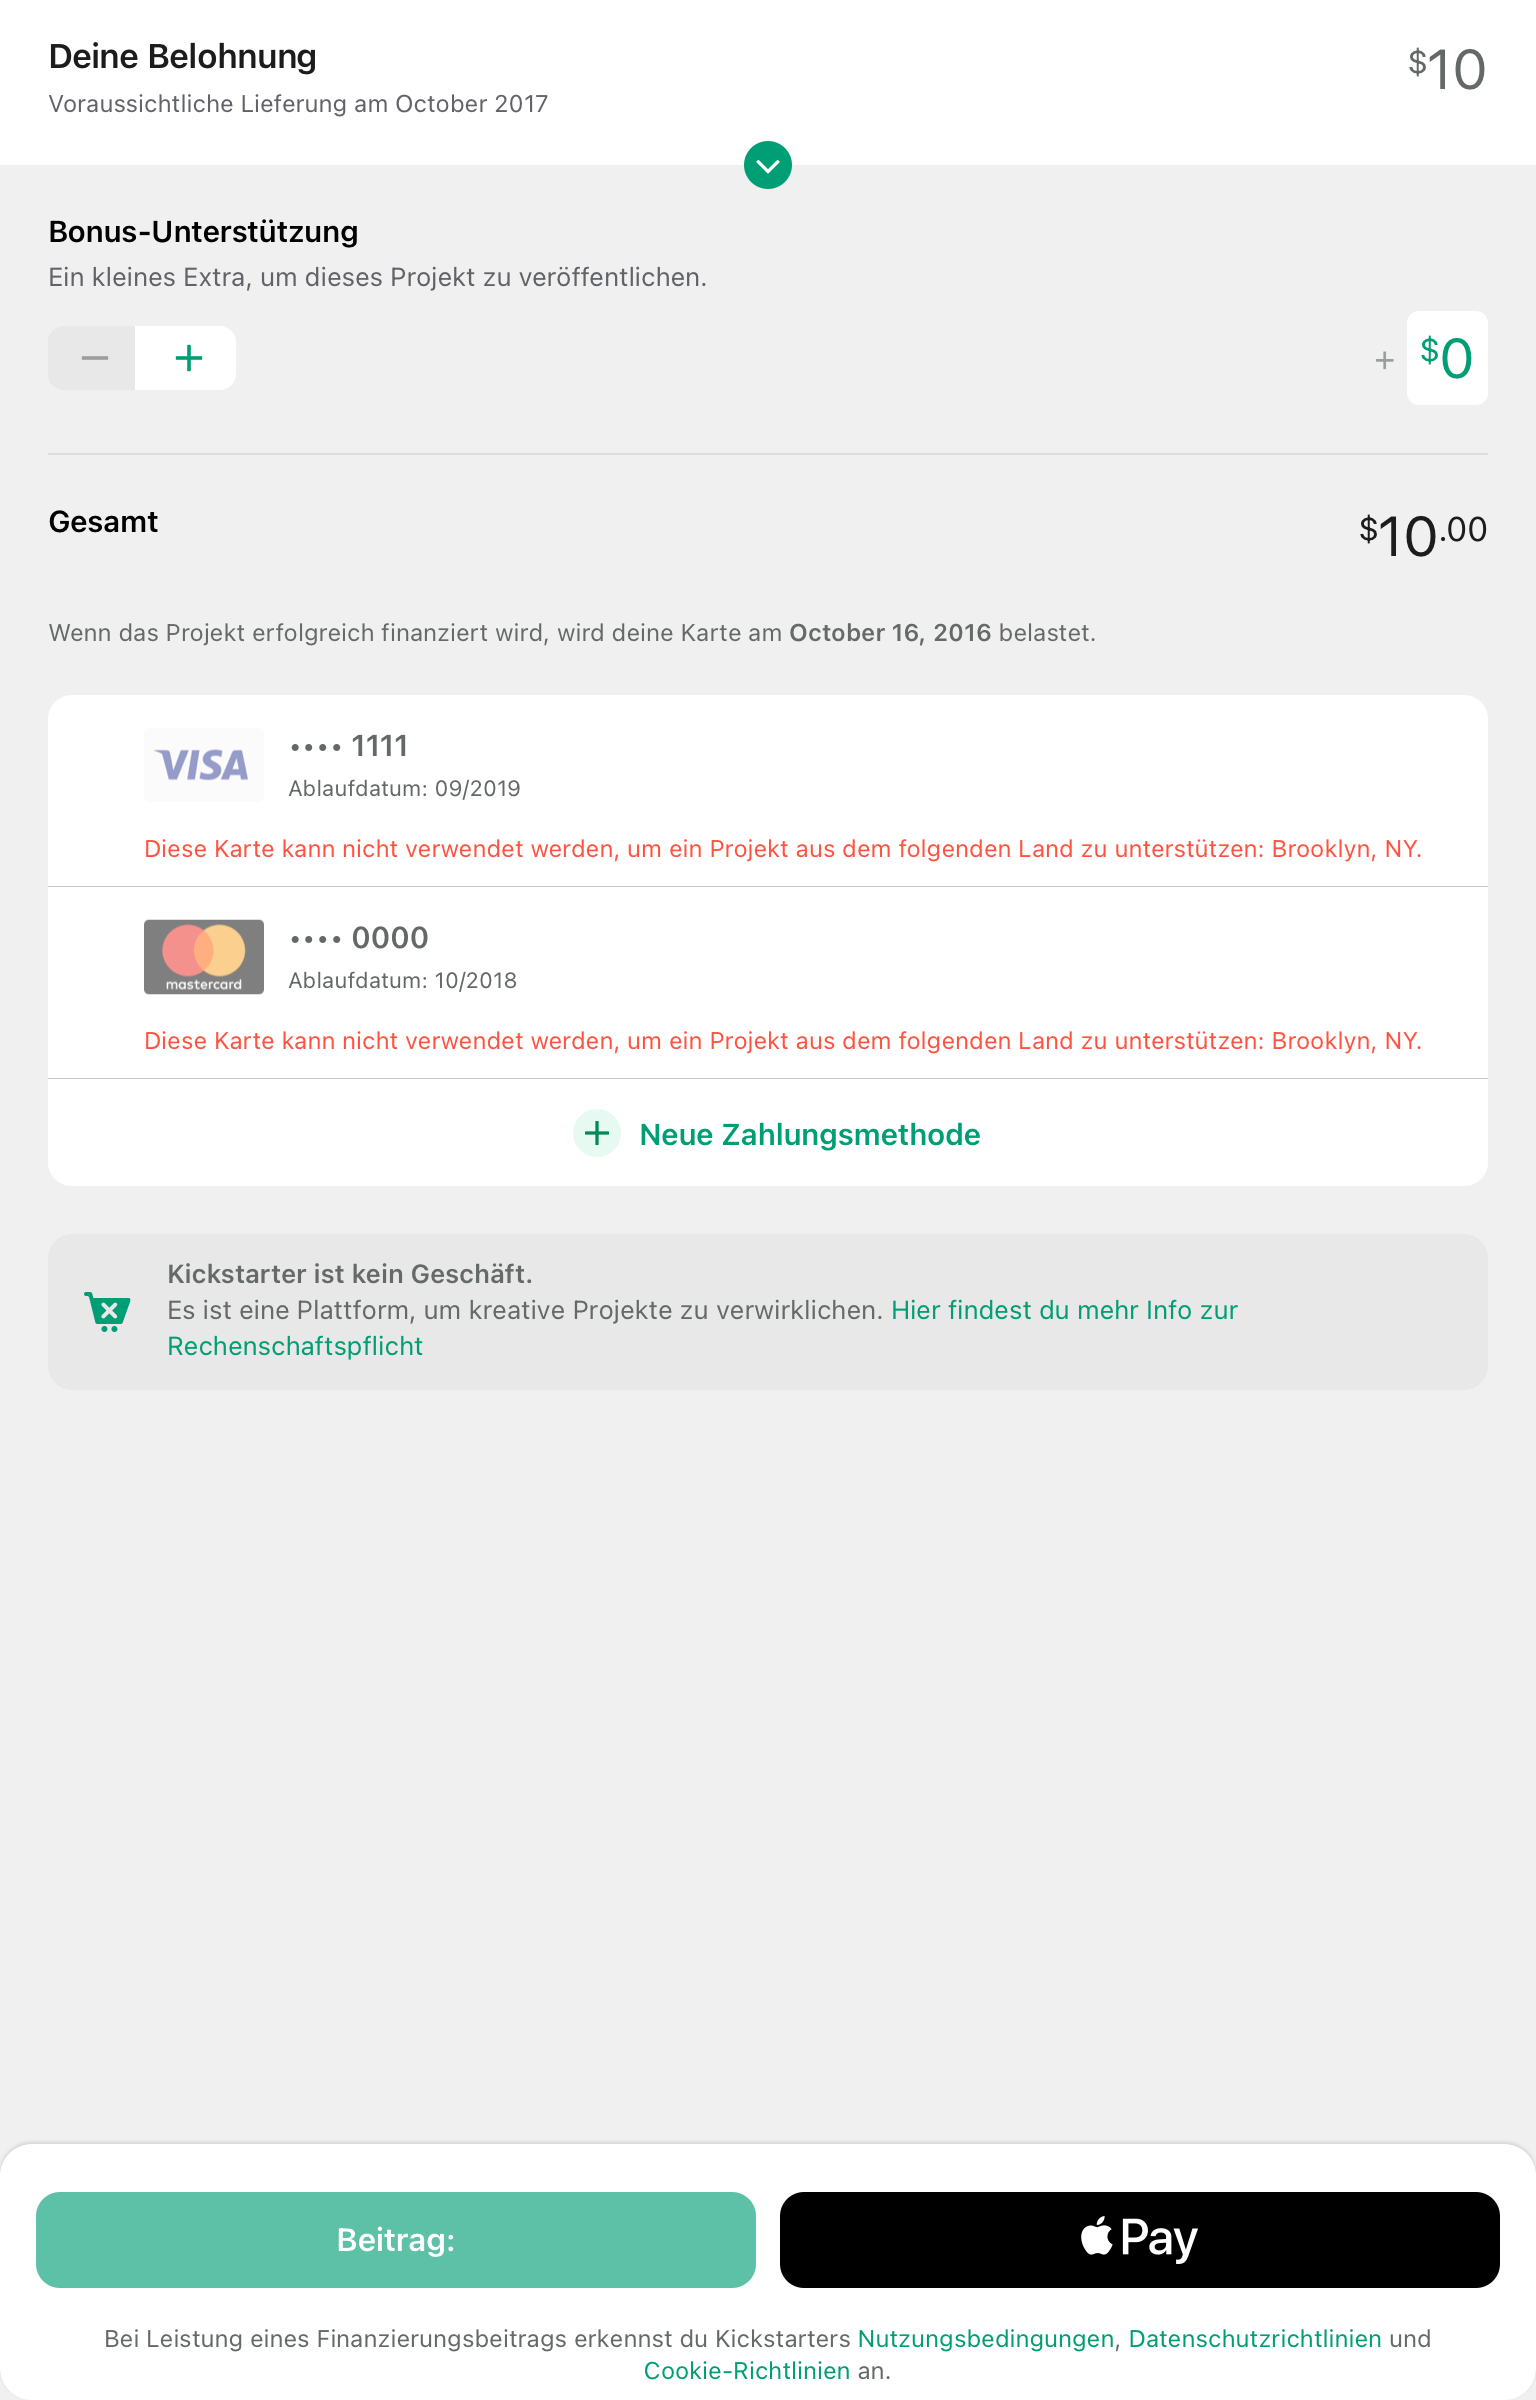 Deine Belohnung
$10
Voraussichtliche Lieferung am October 2017
Bonus-Unterstützung
Ein kleines Extra, um dieses Projekt zu veröffentlichen.
− +
+ $0
Gesamt
$10.00
Wenn das Projekt erfolgreich finanziert wird, wird deine Karte am October 16, 2016 belastet.
VISA
•••• 1111
Ablaufdatum: 09/2019
Diese Karte kann nicht verwendet werden, um ein Projekt aus dem folgenden Land zu unterstützen: Brooklyn, NY.
mastercard
•••• 0000
Ablaufdatum: 10/2018
Diese Karte kann nicht verwendet werden, um ein Projekt aus dem folgenden Land zu unterstützen: Brooklyn, NY.
+ Neue Zahlungsmethode
Kickstarter ist kein Geschäft.
Es ist eine Plattform, um kreative Projekte zu verwirklichen. Hier findest du mehr Info zur
Rechenschaftspflicht
Beitrag:
Pay
Bei Leistung eines Finanzierungsbeitrags erkennst du Kickstarters Nutzungsbedingungen, Datenschutzrichtlinien und
Cookie-Richtlinien an.